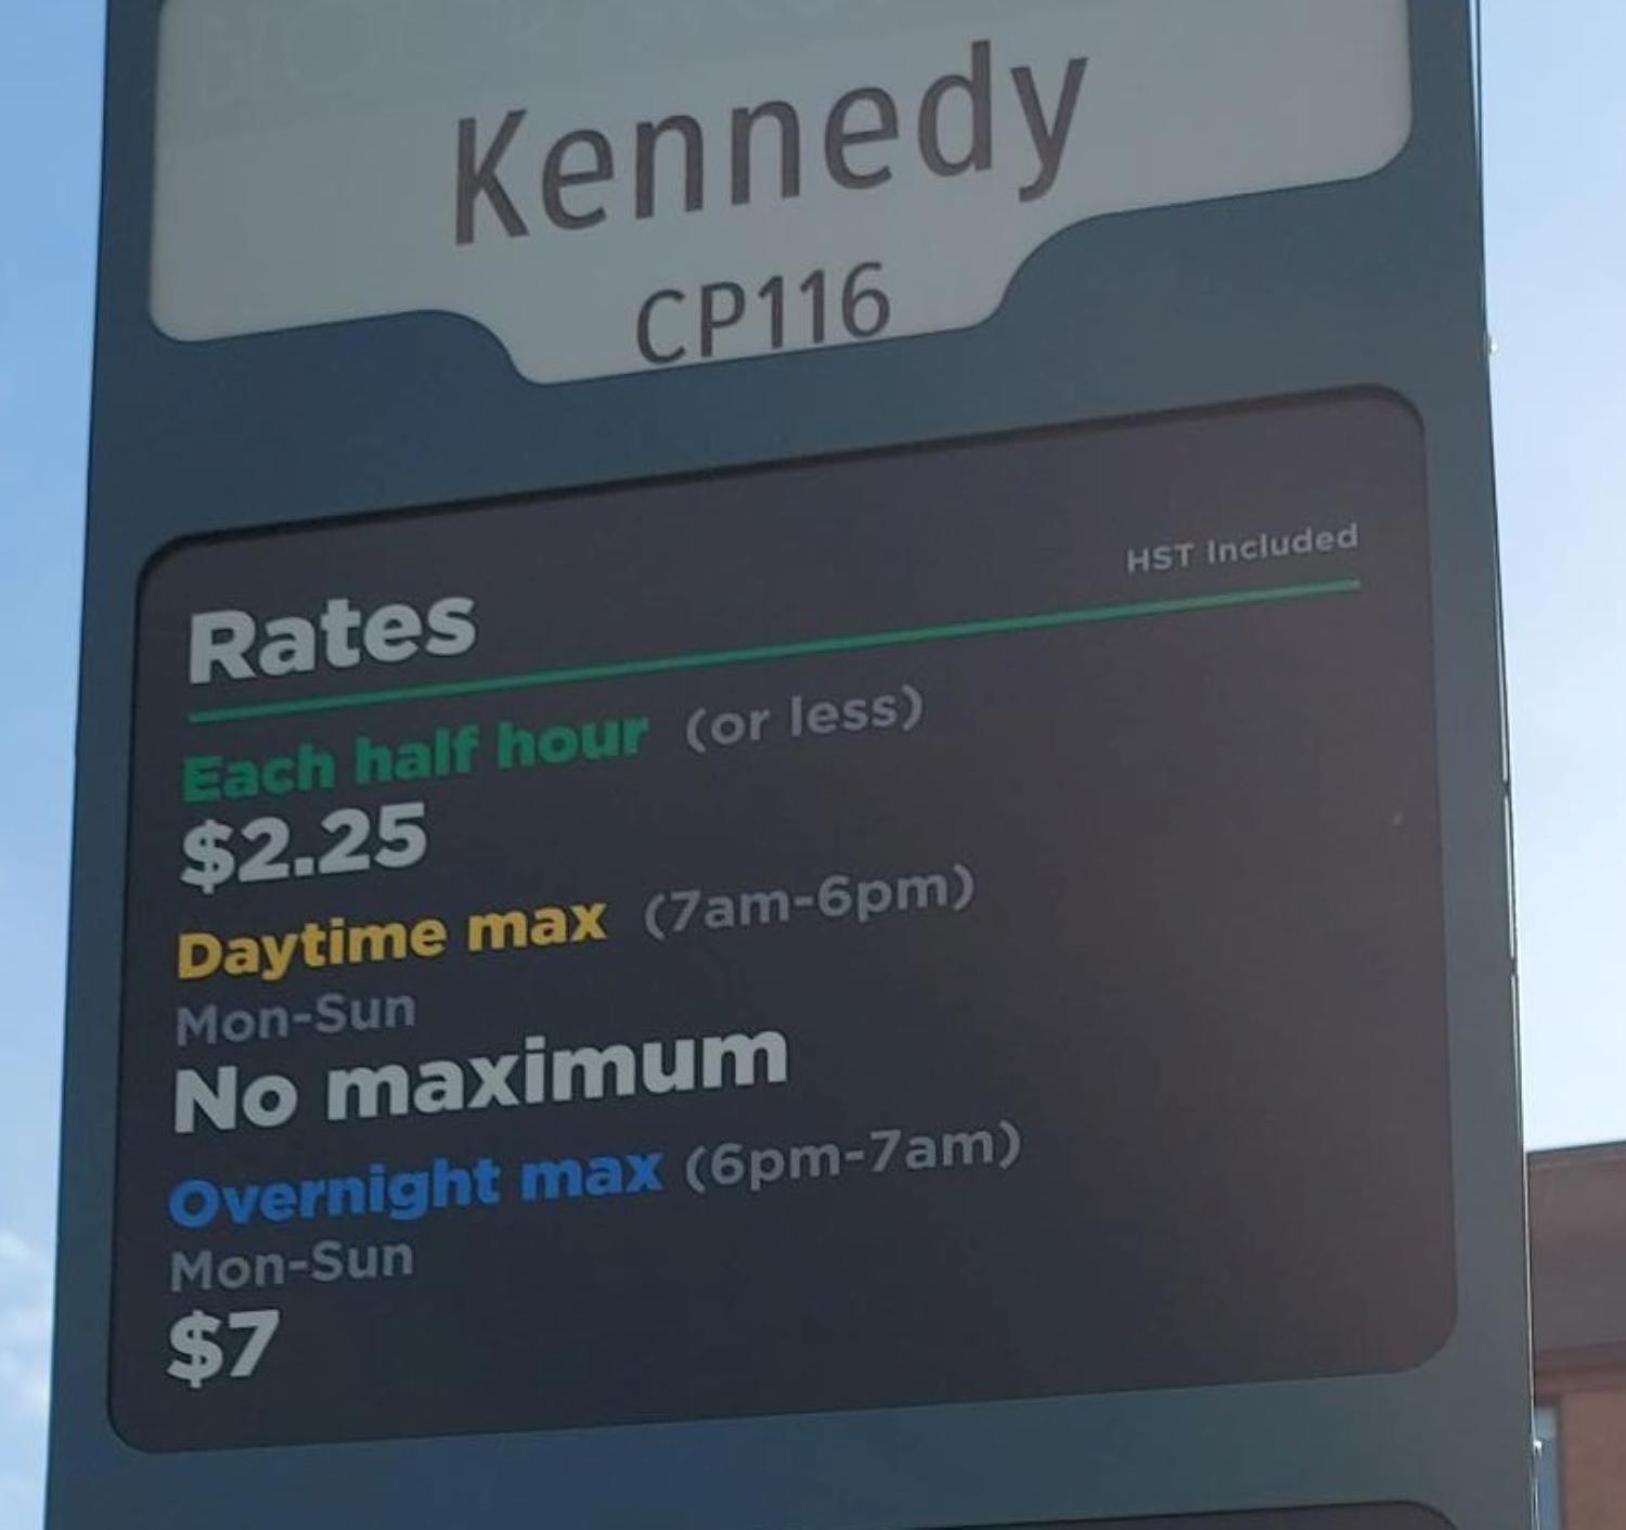 Kennedy
CP116
HST Included
Rates
Each half hour (or less)
$2.25
Daytime max (7am-6pm)
Mon-Sun
No maximum
Overnight max (6pm-7am)
Mon-Sun
$7